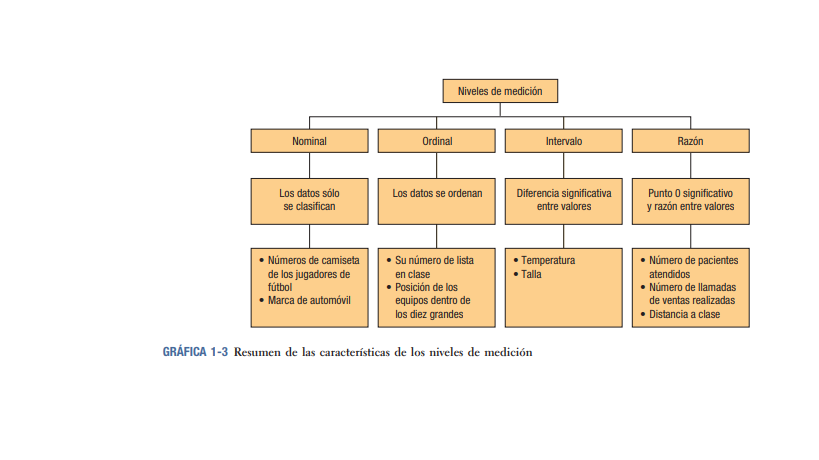 Niveles de medición
Nominal
Ordinal
Intervalo
Razón
Los datos sólo
se clasifican
Los datos se ordenan
Diferencia significativa
entre valores
Punto 0 significativo
y razón entre valores
• Números de camiseta
de los jugadores de
fútbol
• Marca de automóvil
• Su número de lista
en clase
• Posición de los
equipos dentro de
los diez grandes
• Temperatura
• Talla
• Número de pacientes
atendidos
• Número de llamadas
de ventas realizadas
• Distancia a clase
GRÁFICA 1-3 Resumen de las características de los niveles de medición